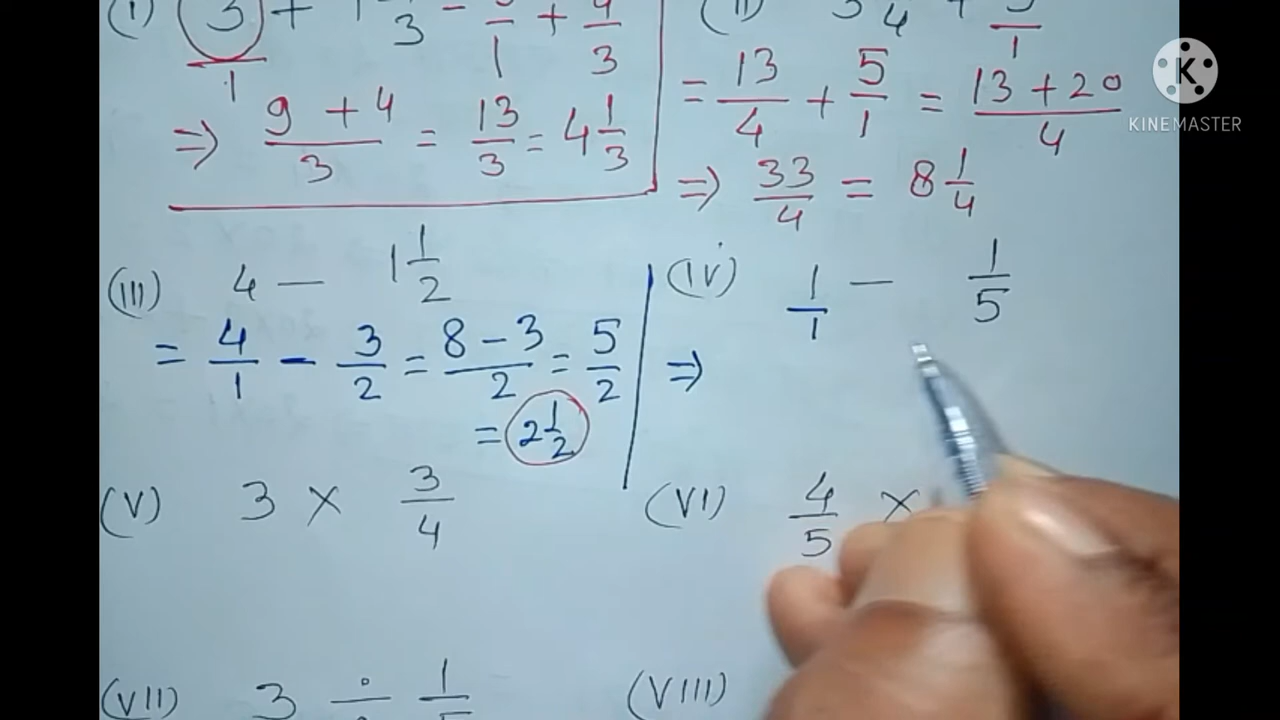 (i) 3/1 + 1 /3 - /1 + 4/3
⇒ 9 + 4/3 = 13/3 = 4 1/3
(ii) 3 /4 + 5/1
= 13/4 + 5/1 = 13 + 20/4
⇒ 33/4 = 8 1/4
K
KINEMASTER
(iii) 4 — 1 1/2
= 4/1 - 3/2 = 8 - 3/2 = 5/2
= 2 1/2
(iv) 1/1 — 1/5
⇒
(V) 3 × 3/4
(VI) 4/5 ×
(VII) 3 ÷ 1/5
(VIII)